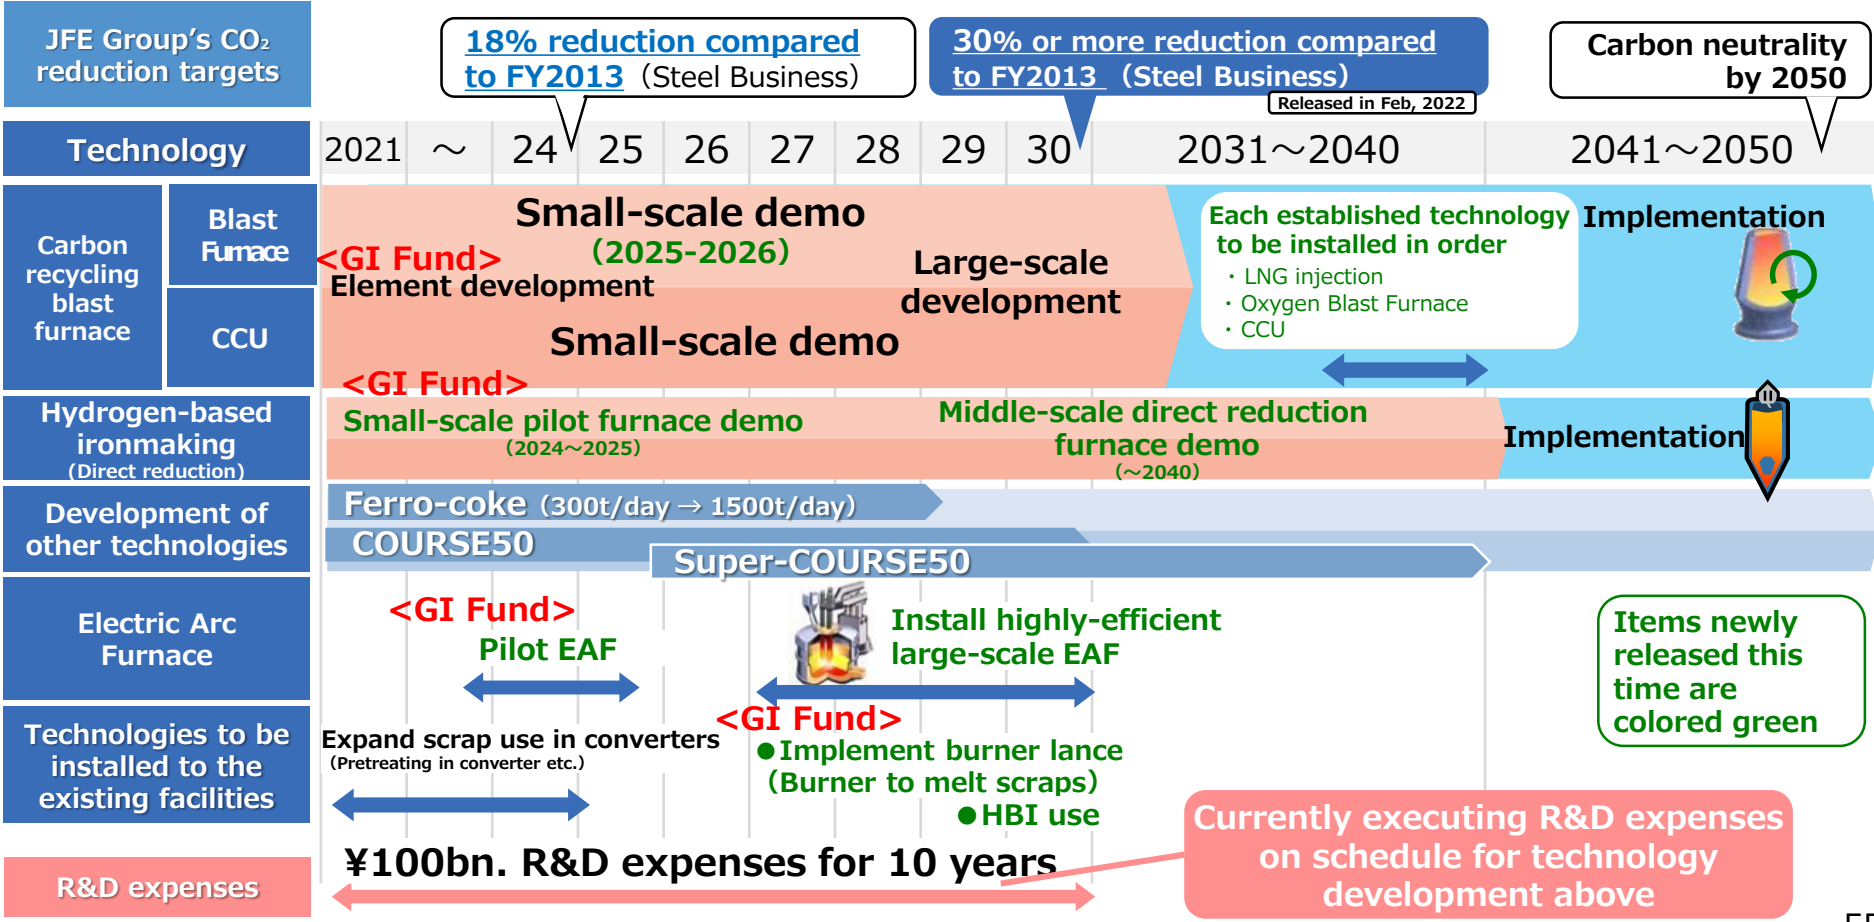 JFE Group's CO₂
reduction targets
18% reduction compared
to FY2013（Steel Business）
30% or more reduction compared
to FY2013 （Steel Business）
Released in Feb, 2022
Carbon neutrality
by 2050
Technology
2021 ～ 24 25 26 27 28 29 30 2031～2040 2041～2050
Carbon
recycling
blast
furnace
Blast
Furnace
CCU
Small-scale demo
（2025-2026）
<GI Fund>
Element development
Large-scale
development
Small-scale demo
Each established technology
to be installed in order
・ LNG injection
・ Oxygen Blast Furnace
・ CCU
Implementation
<GI Fund>
Hydrogen-based
ironmaking
(Direct reduction)
Small-scale pilot furnace demo
（2024～2025）
Middle-scale direct reduction
furnace demo
（～2040）
Implementation
Development of
other technologies
Ferro-coke（300t/day → 1500t/day）
COURSE50
Super-COURSE50
Electric Arc
Furnace
<GI Fund>
Pilot EAF
Install highly-efficient
large-scale EAF
Items newly
released this
time are
colored green
Technologies to be
installed to the
existing facilities
Expand scrap use in converters
（Pretreating in converter etc.）
<GI Fund>
●Implement burner lance
（Burner to melt scraps）
●HBI use
R&D expenses
¥100bn. R&D expenses for 10 years
Currently executing R&D expenses
on schedule for technology
development above